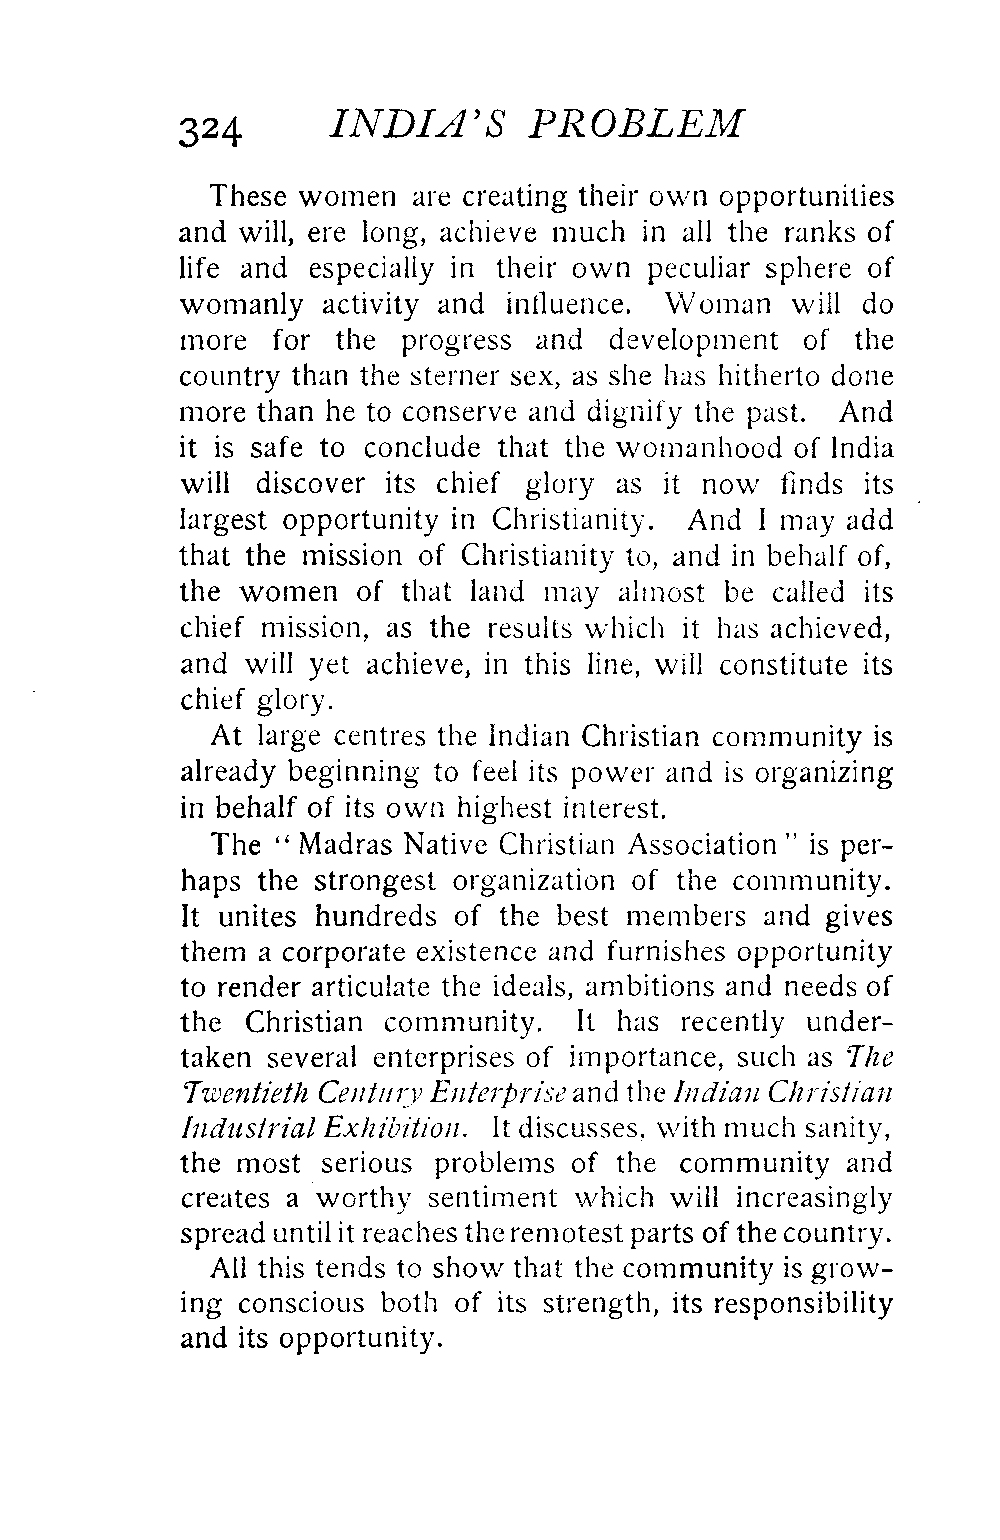 324 INDIA'S PROBLEM
These women are creating their own opportunities
and will, ere long, achieve much in all the ranks of
life and especially in their own peculiar sphere of
womanly activity and influence. Woman will do
more for the progress and development of the
country than the sterner sex, as she has hitherto done
more than he to conserve and dignify the past. And
it is safe to conclude that the womanhood of India
will discover its chief glory as it now finds its
largest opportunity in Christianity. And I may add
that the mission of Christianity to, and in behalf of,
the women of that land may almost be called its
chief mission, as the results which it has achieved,
and will yet achieve, in this line, will constitute its
chief glory.
At large centres the Indian Christian community is
already beginning to feel its power and is organizing
in behalf of its own highest interest.
The " Madras Native Christian Association " is per-
haps the strongest organization of the community.
It unites hundreds of the best members and gives
them a corporate existence and furnishes opportunity
to render articulate the ideals, ambitions and needs of
the Christian community. It has recently under-
taken several enterprises of importance, such as The
Twentieth Century Enterprise and the Indian Christian
Industrial Exhibition. It discusses, with much sanity,
the most serious problems of the community and
creates a worthy sentiment which will increasingly
spread until it reaches the remotest parts of the country.
All this tends to show that the community is grow-
ing conscious both of its strength, its responsibility
and its opportunity.